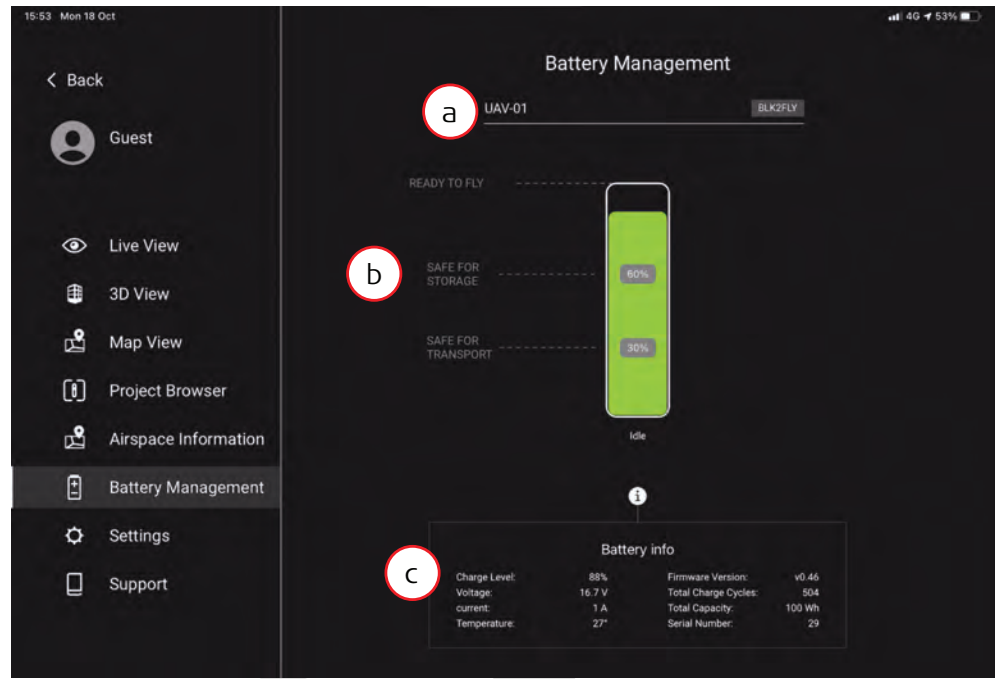 15:53 Mon 18 Oct
4G 53%
Back
Guest
Live View
3D View
Map View
Project Browser
Airspace Information
Battery Management
Settings
Support
Battery Management
a
UAV-01 BLK2FLY
READY TO FLY
b
SAFE FOR
STORAGE
60%
SAFE FOR
TRANSPORT
30%
Idle
i
c
Battery info
Charge Level: 88% Firmware Version: v0.46
Voltage: 16.7 V Total Charge Cycles: 504
current: 1 A Total Capacity: 100 Wh
Temperature: 27° Serial Number: 29